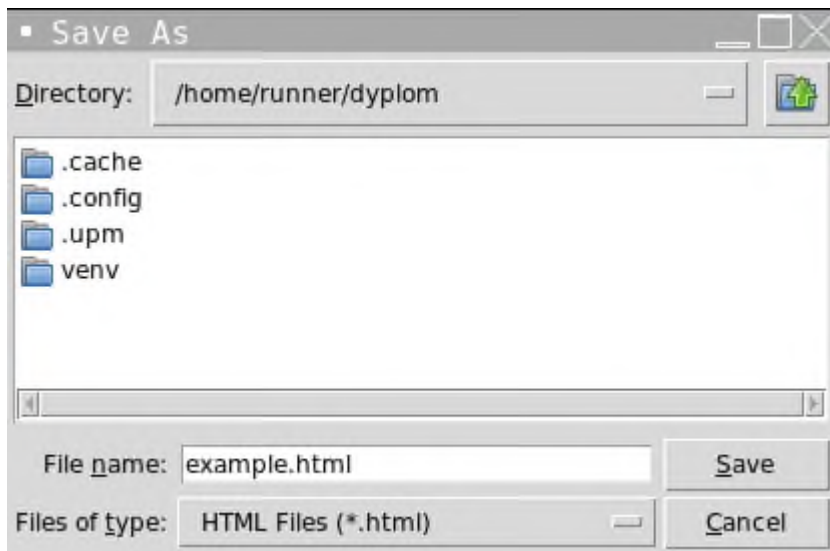 Save As
Directory: /home/runner/dyplom
.cache
.config
.upm
venv
File name: example.html Save
Files of type: HTML Files (*.html) Cancel